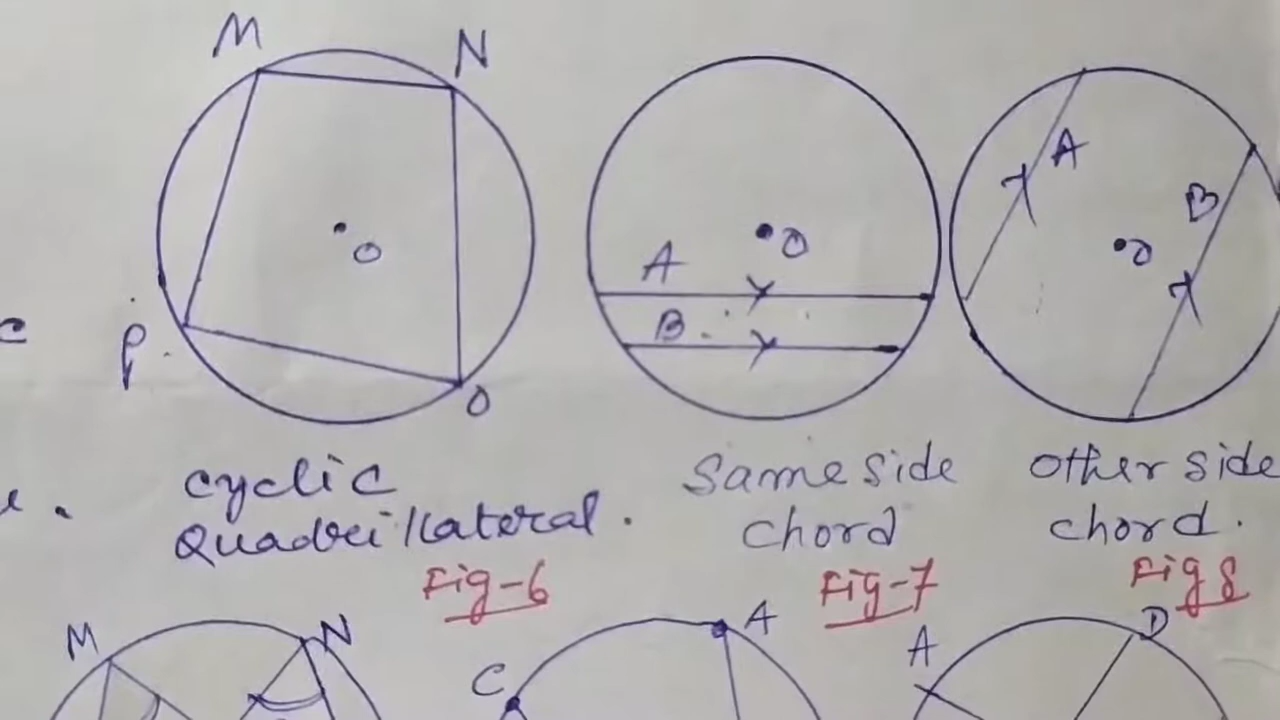 M
N
O
A
B
P.
O
A
B
O
O
c
e.
cyclic
Quadrilateral.
Fig-6
Same side
chord
Fig-7
other side
chord.
Fig 8
M
N
C
A
A
D